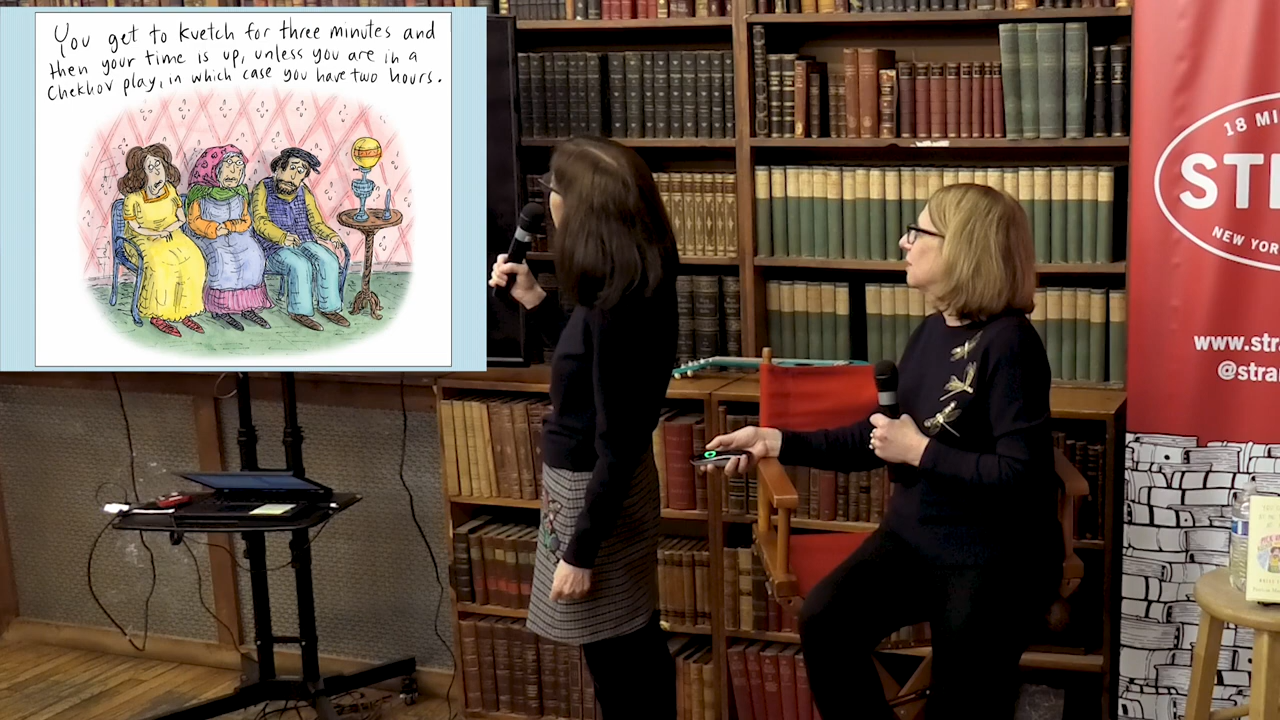 You get to kvetch for three minutes and
then your time is up, unless you are in a
Chekhov play, in which case you have two hours.
18 MI
ST
NEW YOR
www.stra
@stra